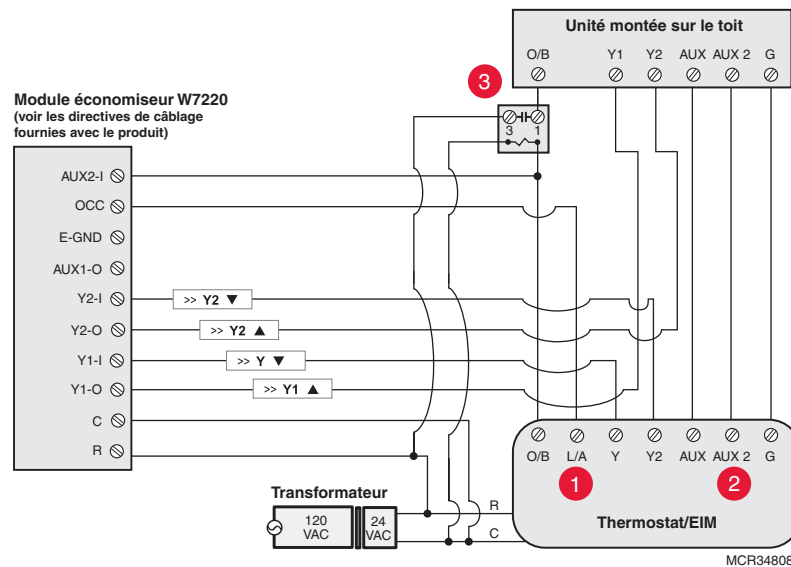 Unité montée sur le toit
O/B Y1 Y2 AUX AUX 2 G
3
3 1
Module économiseur W7220
(voir les directives de câblage
fournies avec le produit)
AUX2-I
OCC
E-GND
AUX1-O
Y2-I >> Y2 ▼
Y2-O >> Y2 ▲
Y1-I >> Y ▼
Y1-O >> Y1 ▲
C
R
O/B L/A Y Y2 AUX AUX 2 G
1 2
Thermostat/EIM
Transformateur
120
VAC
24
VAC
R
C
MCR34808